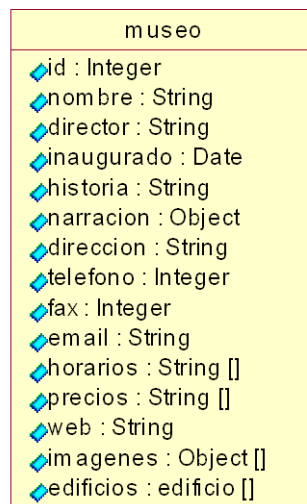 museo
id : Integer
nombre : String
director : String
inaugurado : Date
historia : String
narracion : Object
direccion : String
telefono : Integer
fax : Integer
email : String
horarios : String []
precios : String []
web : String
imagenes : Object []
edificios : edificio []